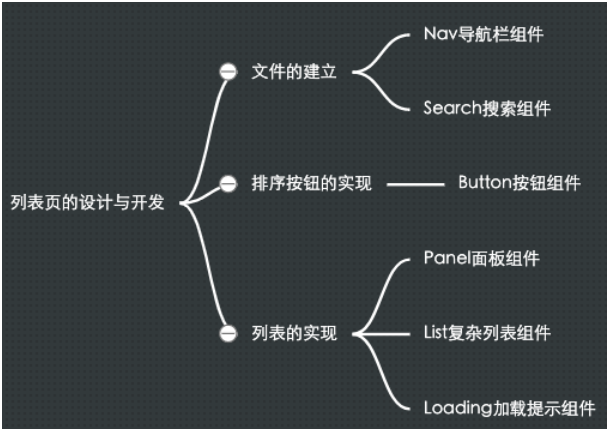 列表页的设计与开发
文件的建立
Nav导航栏组件
Search搜索组件
排序按钮的实现
Button按钮组件
列表的实现
Panel面板组件
List复杂列表组件
Loading加载提示组件